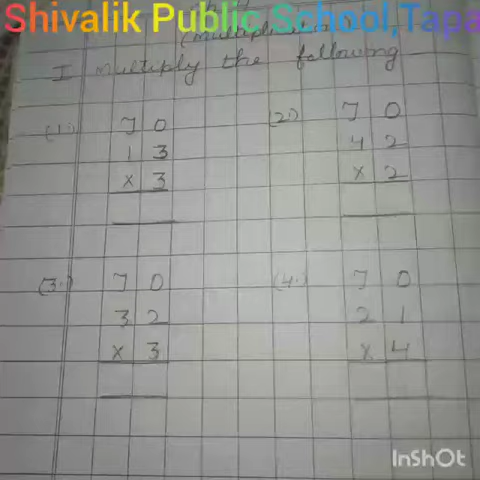 Shivalik Public School,Tapa
I multiply the following
(1.) T O (2.) T O
1 3 4 2
x 3 x 2
(3.) T O (4.) T O
3 2 2 1
x 3 x 4
InShOt